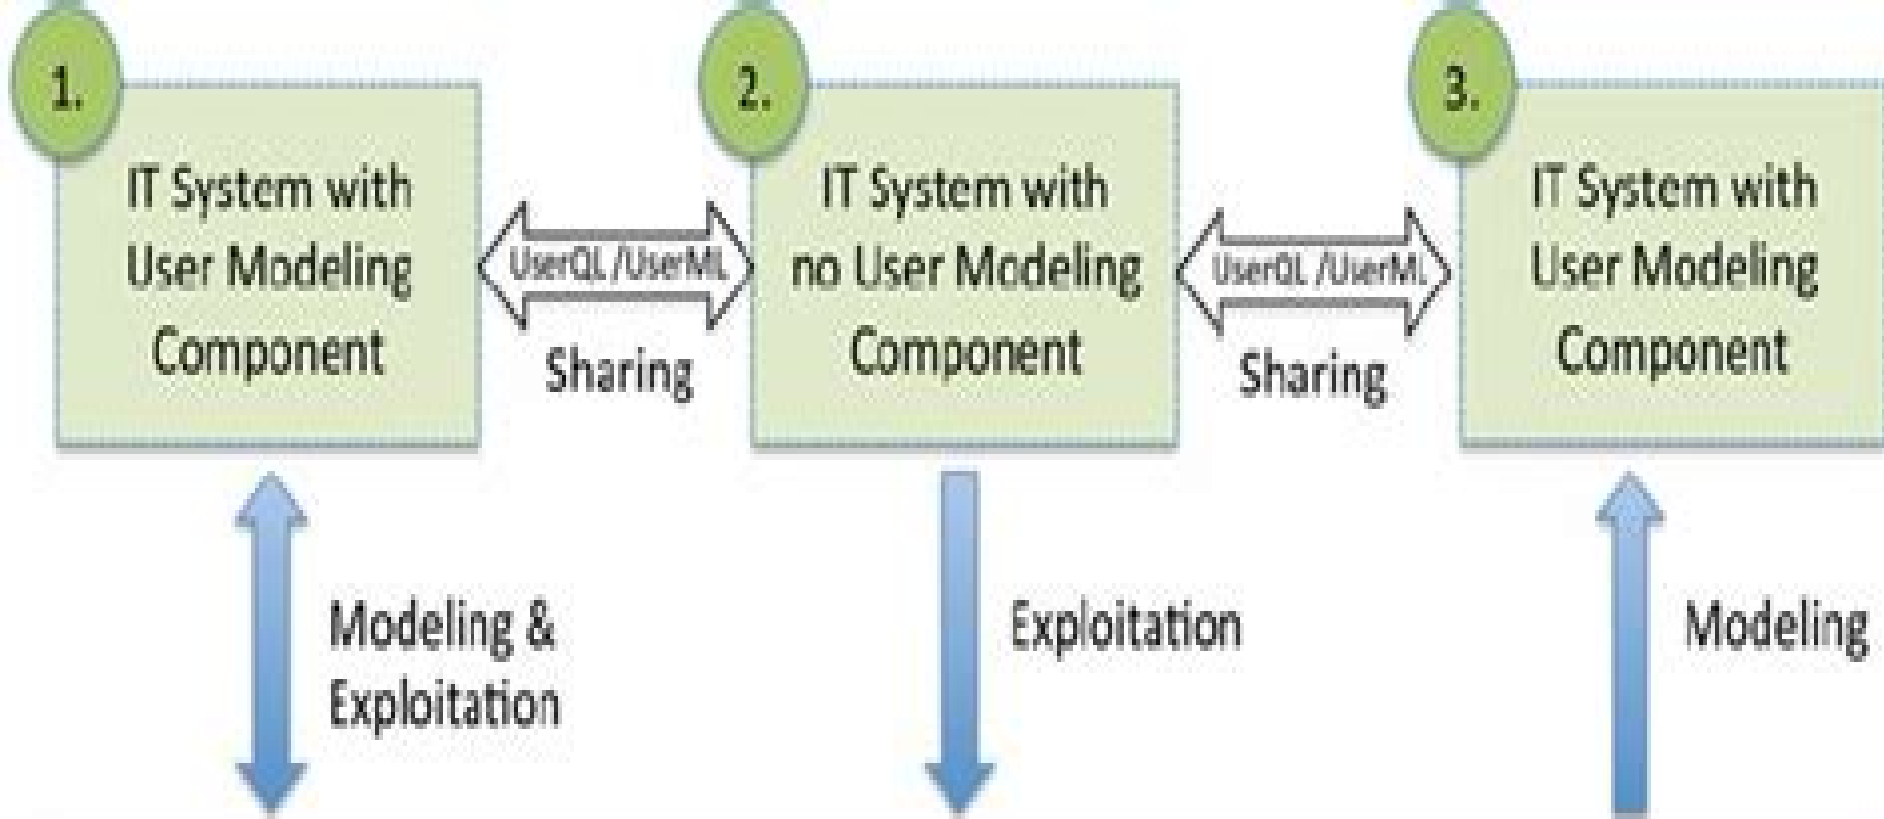 1.
IT System with
User Modeling
Component
UserQL /UserML
Sharing
2.
IT System with
no User Modeling
Component
UserQL /UserML
Sharing
3.
IT System with
User Modeling
Component
Modeling &
Exploitation
Exploitation
Modeling